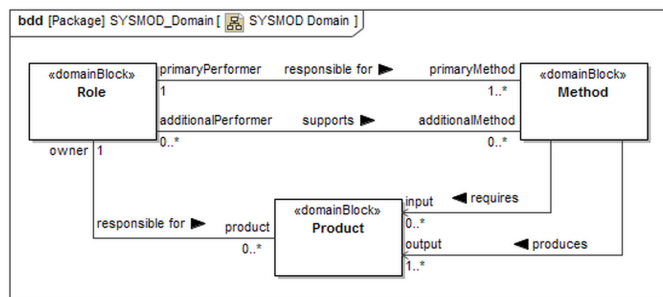 bdd [Package] SYSMOD_Domain [ SYSMOD Domain ]
«domainBlock»
Role
primaryPerformer responsible for primaryMethod
1 1..*
additionalPerformer supports additionalMethod
0..* 0..*
«domainBlock»
Method
owner 1
responsible for product
0..*
«domainBlock»
Product
input requires
0..*
output produces
1..*